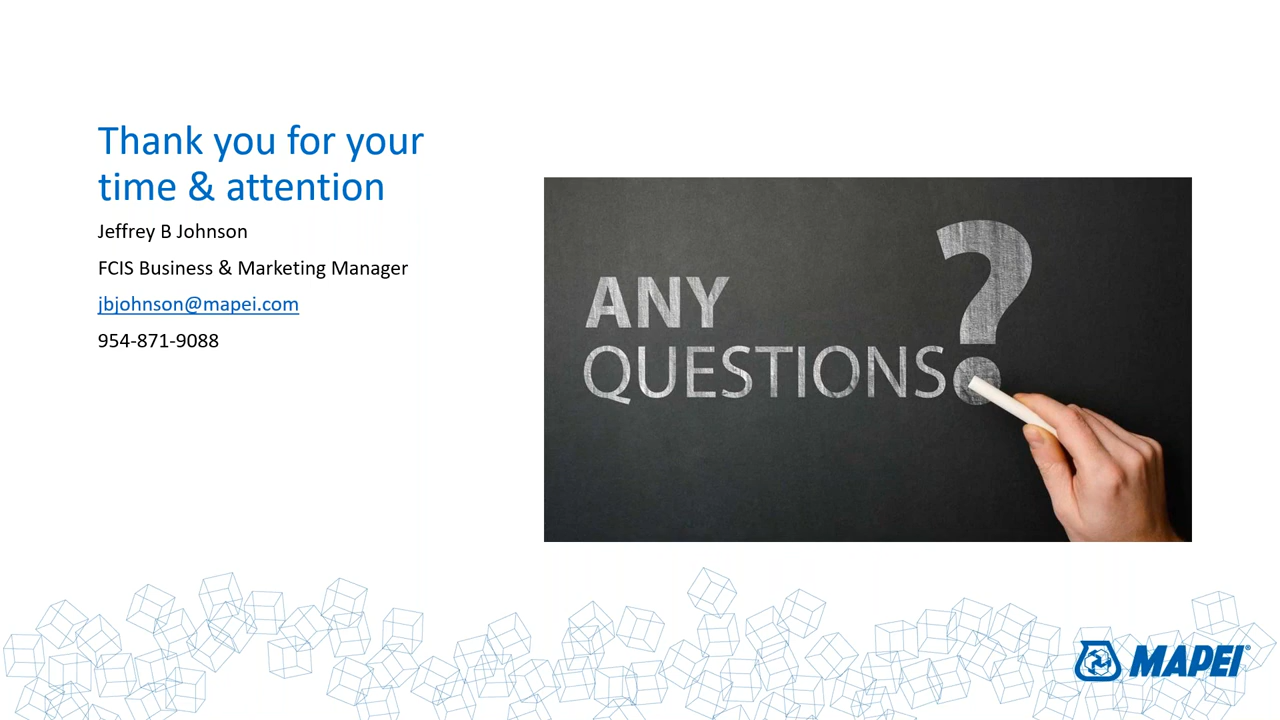 Thank you for your
time & attention
Jeffrey B Johnson
FCIS Business & Marketing Manager
jbjohnson@mapei.com
954-871-9088
ANY
QUESTIONS?
MAPEI®